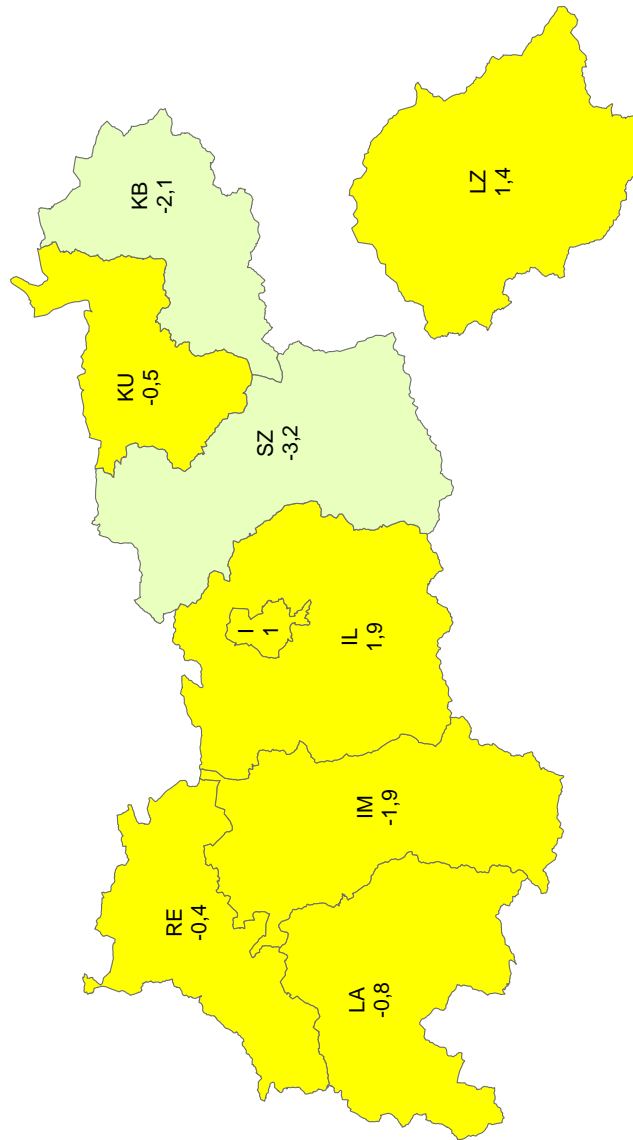 RE
-0,4
LA
-0,8
IM
-1,9
I
1
IL
1,9
SZ
-3,2
KU
-0,5
KB
-2,1
LZ
1,4